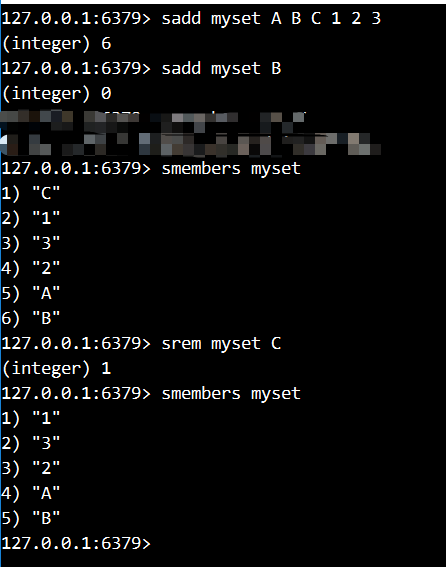 127.0.0.1:6379> sadd myset A B C 1 2 3
(integer) 6
127.0.0.1:6379> sadd myset B
(integer) 0
127.0.0.1:6379> smembers myset
1) "C"
2) "1"
3) "3"
4) "2"
5) "A"
6) "B"
127.0.0.1:6379> srem myset C
(integer) 1
127.0.0.1:6379> smembers myset
1) "1"
2) "3"
3) "2"
4) "A"
5) "B"
127.0.0.1:6379>